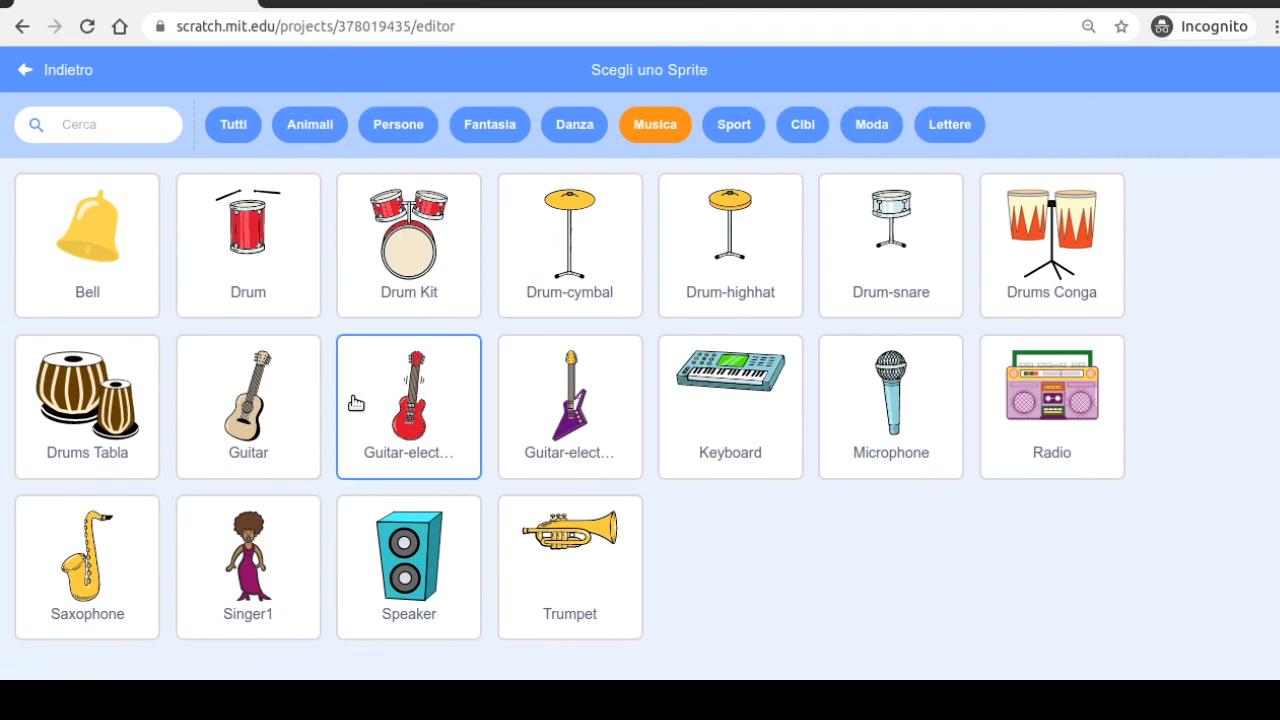 scratch.mit.edu/projects/378019435/editor
Incognito
Indietro
Scegli uno Sprite
Cerca
Tutti
Animali
Persone
Fantasia
Danza
Musica
Sport
Cibi
Moda
Lettere
Bell
Drum
Drum Kit
Drum-cymbal
Drum-highhat
Drum-snare
Drums Conga
Drums Tabla
Guitar
Guitar-elect...
Guitar-elect...
Keyboard
Microphone
Radio
Saxophone
Singer1
Speaker
Trumpet